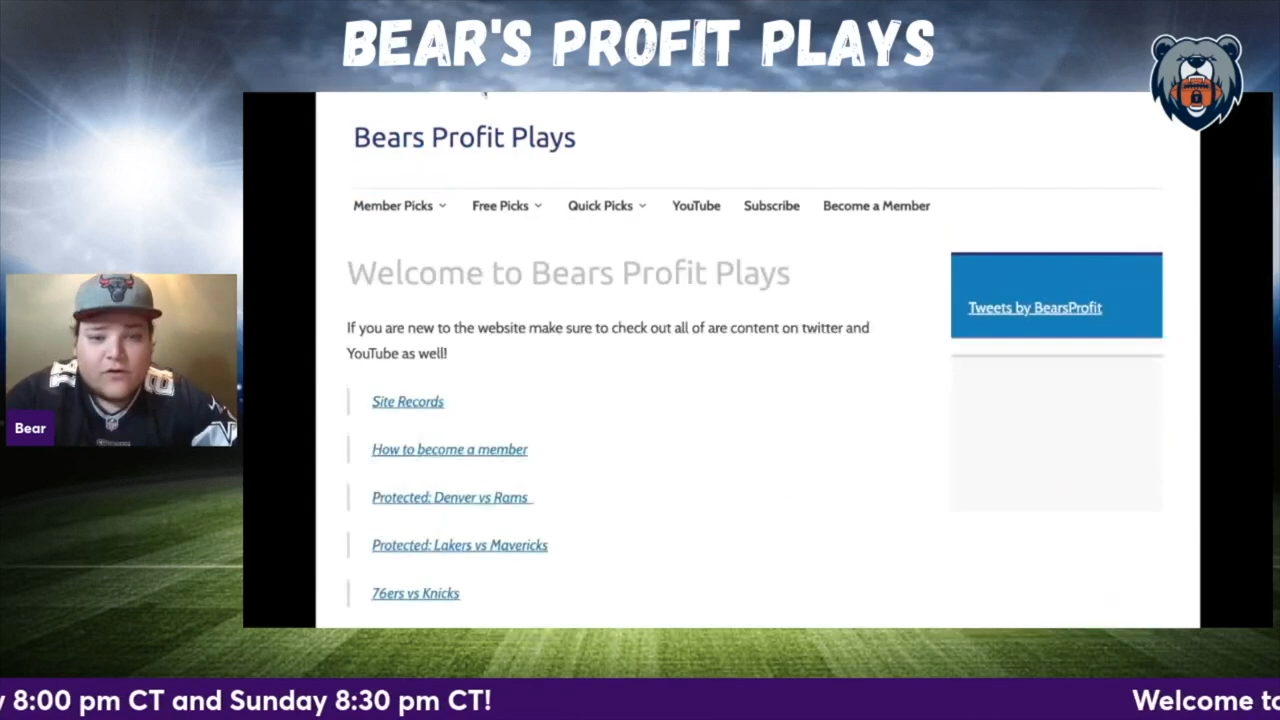 BEAR'S PROFIT PLAYS
Bears Profit Plays
Member Picks
Free Picks
Quick Picks
YouTube
Subscribe
Become a Member
Welcome to Bears Profit Plays
If you are new to the website make sure to check out all of are content on twitter and
YouTube as well!
Tweets by BearsProfit
Site Records
How to become a member
Protected: Denver vs Rams
Protected: Lakers vs Mavericks
76ers vs Knicks
Bear
y 8:00 pm CT and Sunday 8:30 pm CT!
Welcome to